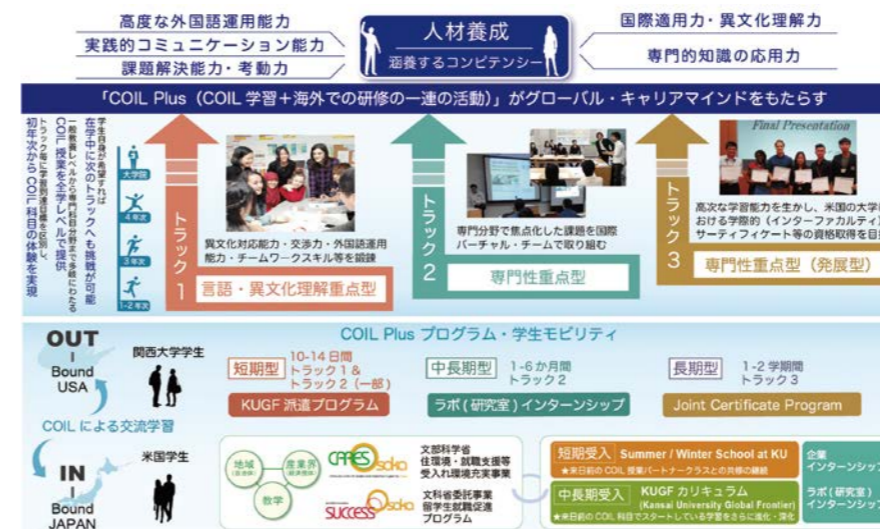 高度な外国語運用能力
実践的コミュニケーション能力
課題解決能力・考動力
人材養成
涵養するコンピテンシー
国際適用力・異文化理解力
専門的知識の応用力
「COIL Plus（COIL 学習＋海外での研修の一連の活動）」がグローバル・キャリアマインドをもたらす
学生自身が希望すれば
在学中に次のトラックへも挑戦が可能
一般教養レベルから専門科目分野まで多岐にわたる
COIL 授業を全学レベルで提供
トラック毎に学習到達目標を区別し、
初年次から COIL 科目の体験を実現
大学院
4年次
3年次
1-2年次
トラック1
異文化対応能力・交渉力・外国語運用
能力・チームワークスキル等を鍛錬
言語・異文化理解重点型
トラック2
専門分野で焦点化した課題を国際
バーチャル・チームで取り組む
専門性重点型
トラック3
Final Presentation
高次な学習能力を生かし、米国の大学
おける学際的（インターファカルティ）
サーティフィケート等の資格取得を目
専門性重点型（発展型）
COIL Plus プログラム・学生モビリティ
OUT
Bound
USA
関西大学学生
短期型
10-14日間
トラック1＆
トラック2（一部）
KUGF 派遣プログラム
中長期型
1-6か月間
トラック2
ラボ（研究室）インターンシップ
長期型
1-2学期間
トラック3
Joint Certificate Program
COIL による交流学習
IN
Bound
JAPAN
米国学生
地域
産業界
大学
CARES Osaka
文部科学省
住環境・就職支援等
受入れ環境充実事業
SUCCESS Osaka
文科省委託事業
留学生就職促進
プログラム
短期受入 Summer / Winter School at KU
★来日前の COIL 授業パートナークラスとの共修の継続
中長期受入 KUGF カリキュラム
(Kansai University Global Frontier)
★来日前の COIL 科目でスタートしている学習をさらに進化・深化
企業
インターンシップ
ラボ（研究室）
インターンシップ